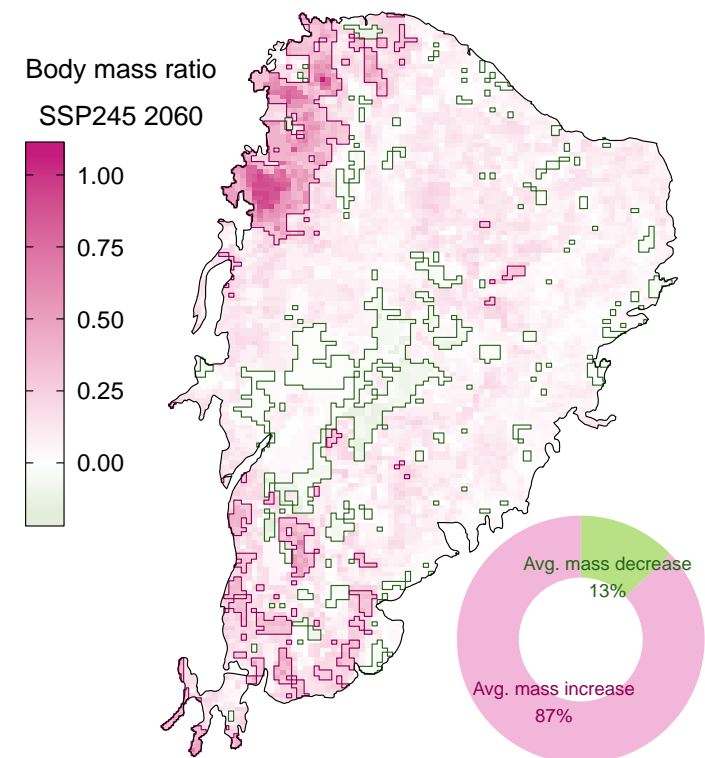 Body mass ratio
SSP245 2060
1.00
0.75
0.50
0.25
0.00
Avg. mass decrease
13%
Avg. mass increase
87%